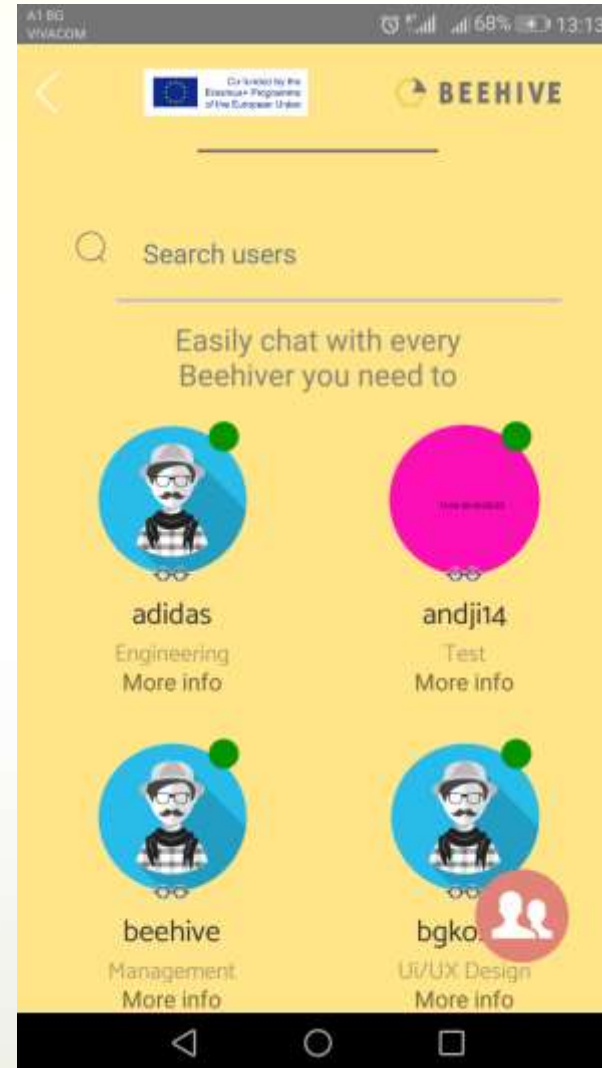 A1 BG
VIVACOM
68% 13:13
Co-funded by the
Erasmus+ Programme
of the European Union
BEEHIVE
Search users
Easily chat with every
Beehiver you need to
adidas
andji14
Engineering
Test
More info
More info
beehive
bgko
Management
Ui/UX Design
More info
More info